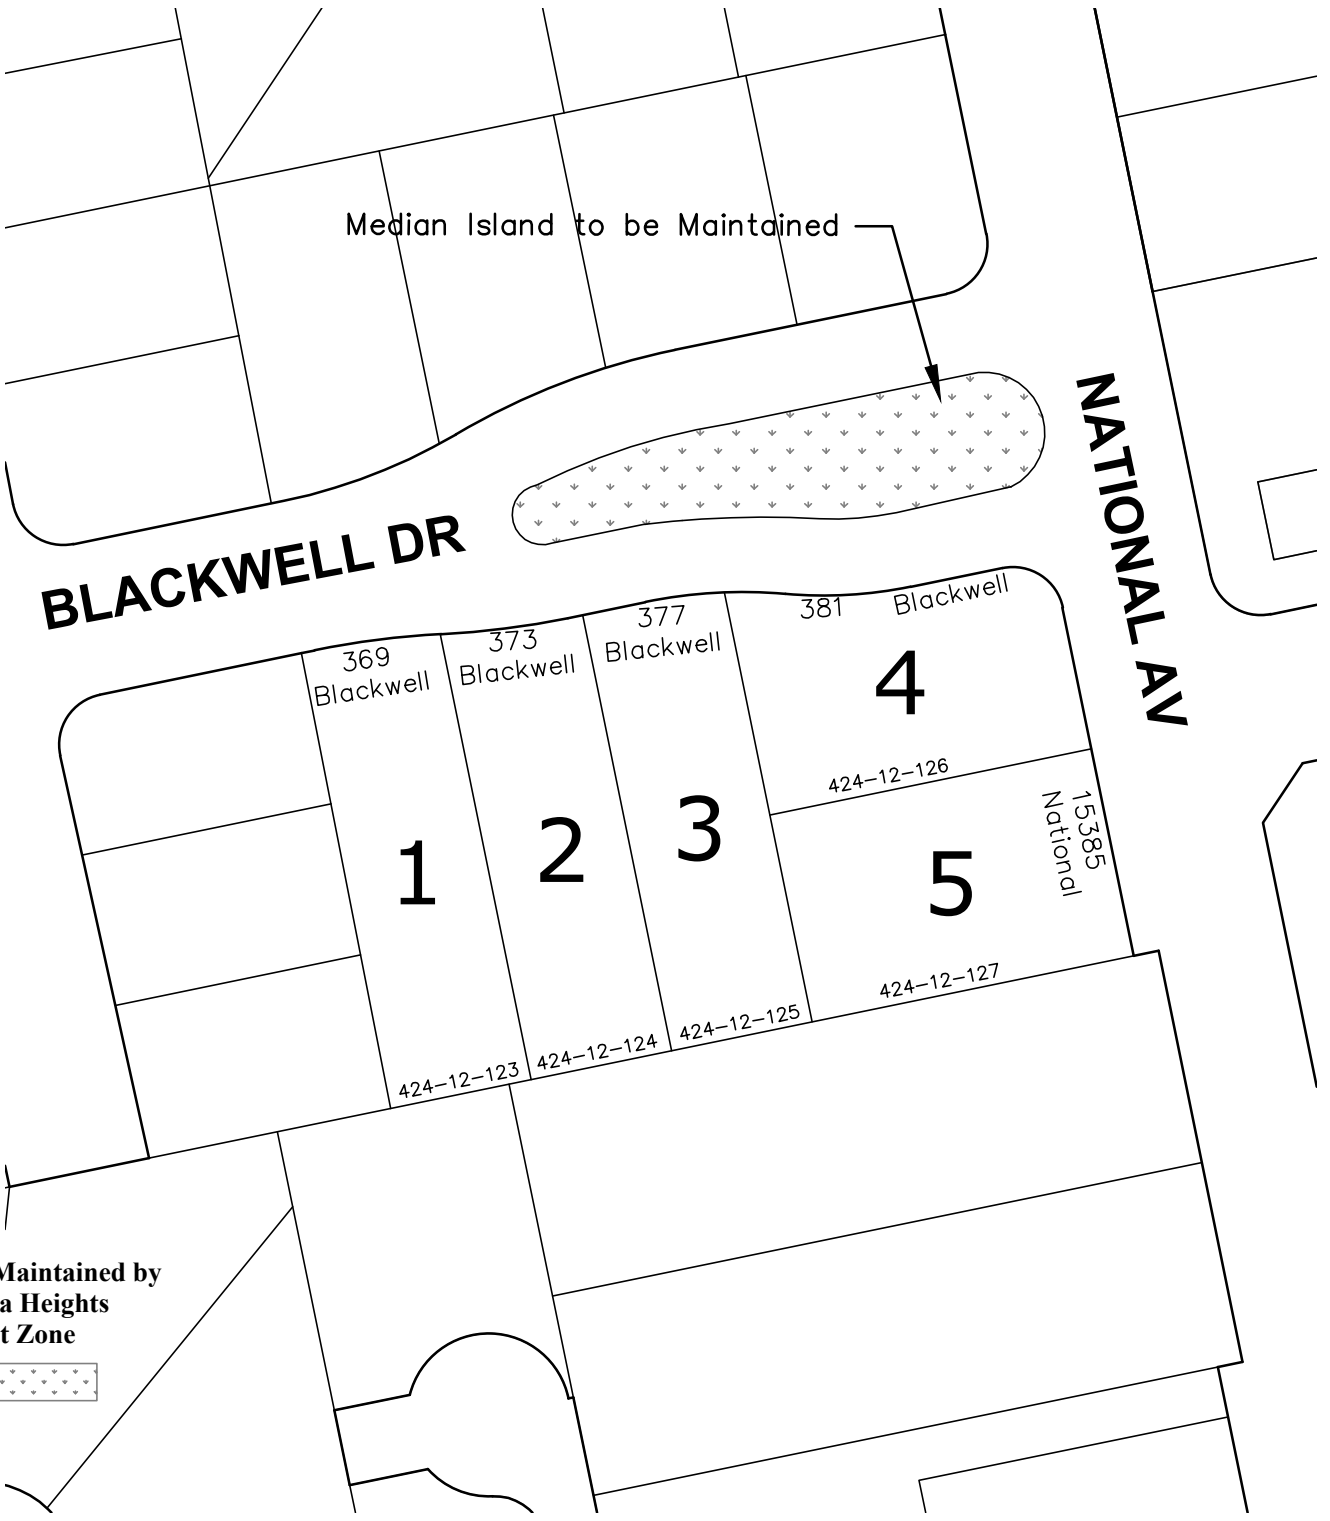 Median Island to be Maintained
NATIONAL AV
BLACKWELL DR
369
Blackwell
373
Blackwell
377
Blackwell
381 Blackwell
4
424-12-126
15385
National
1
2
3
5
424-12-123
424-12-124
424-12-125
424-12-127
Maintained by
a Heights
t Zone